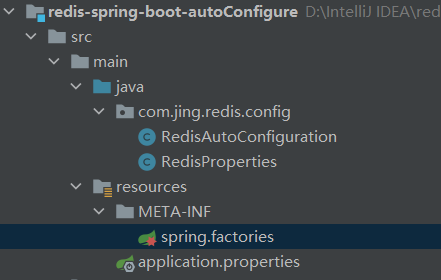 redis-spring-boot-autoConfigure D:\IntelliJ IDEA\red
src
main
java
com.jing.redis.config
RedisAutoConfiguration
RedisProperties
resources
META-INF
spring.factories
application.properties